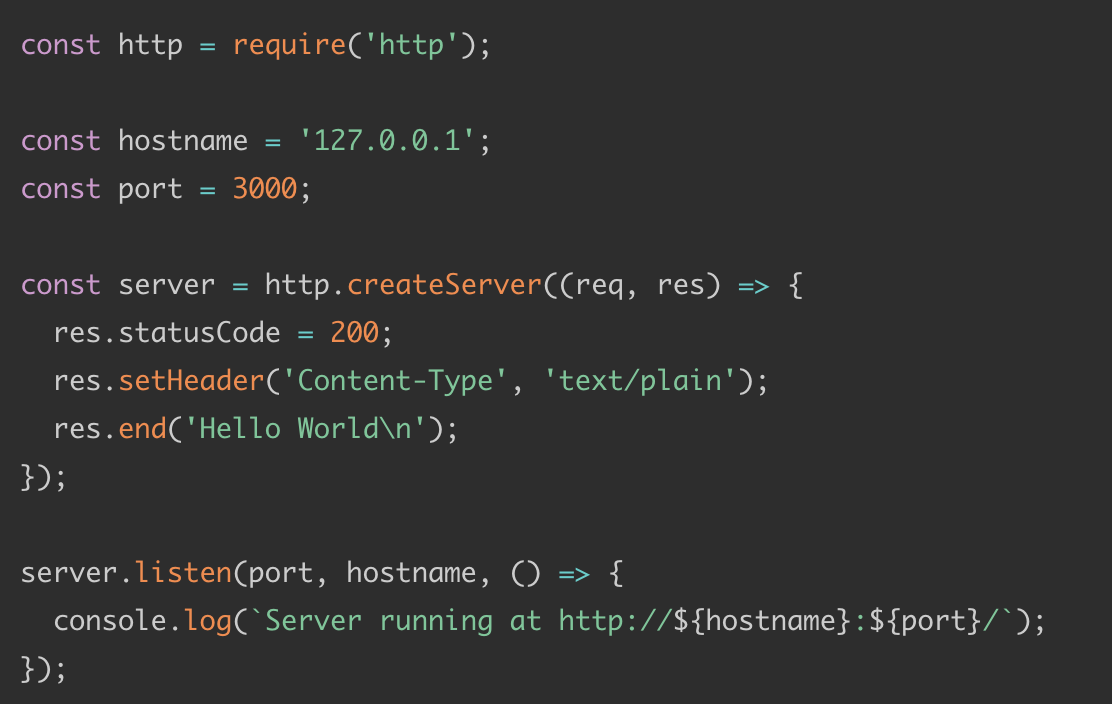 const http = require('http');

const hostname = '127.0.0.1';
const port = 3000;

const server = http.createServer((req, res) => {
  res.statusCode = 200;
  res.setHeader('Content-Type', 'text/plain');
  res.end('Hello World\n');
});

server.listen(port, hostname, () => {
  console.log(`Server running at http://${hostname}:${port}/`);
});